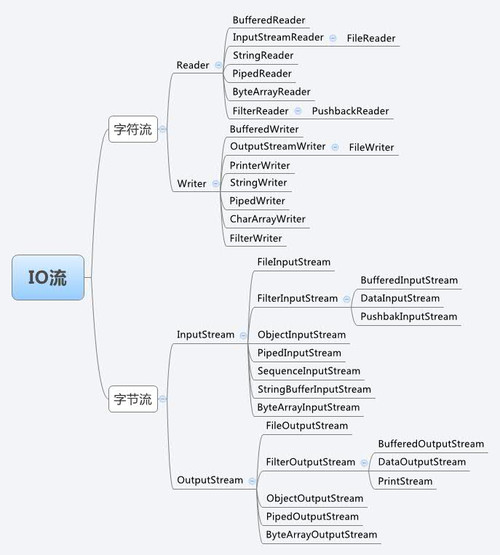 IO流
字符流
Reader
BufferedReader
InputStreamReader
FileReader
StringReader
PipedReader
ByteArrayReader
FilterReader
PushbackReader
Writer
BufferedWriter
OutputStreamWriter
FileWriter
PrinterWriter
StringWriter
PipedWriter
CharArrayWriter
FilterWriter
字节流
InputStream
FileInputStream
FilterInputStream
BufferedInputStream
DataInputStream
PushbakInputStream
ObjectInputStream
PipedInputStream
SequenceInputStream
StringBufferInputStream
ByteArrayInputStream
OutputStream
FileOutputStream
FilterOutputStream
BufferedOutputStream
DataOutputStream
PrintStream
ObjectOutputStream
PipedOutputStream
ByteArrayOutputStream